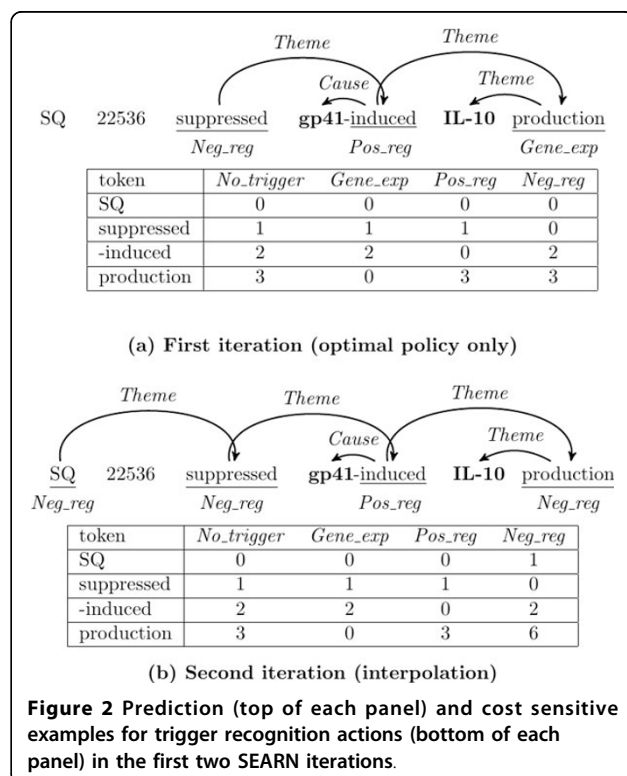 Theme Theme
Cause Theme
SQ 22536 suppressed gp41-induced IL-10 production
Neg_reg Pos_reg Gene_exp
token No_trigger Gene_exp Pos_reg Neg_reg
SQ 0 0 0 0
suppressed 1 1 1 0
-induced 2 2 0 2
production 3 0 3 3
(a) First iteration (optimal policy only)
Theme Theme Theme
Cause Theme
SQ 22536 suppressed gp41-induced IL-10 production
Neg_reg Neg_reg Pos_reg Neg_reg
token No_trigger Gene_exp Pos_reg Neg_reg
SQ 0 0 0 1
suppressed 1 1 1 0
-induced 2 2 0 2
production 3 0 3 6
(b) Second iteration (interpolation)
Figure 2 Prediction (top of each panel) and cost sensitive
examples for trigger recognition actions (bottom of each
panel) in the first two SEARN iterations.